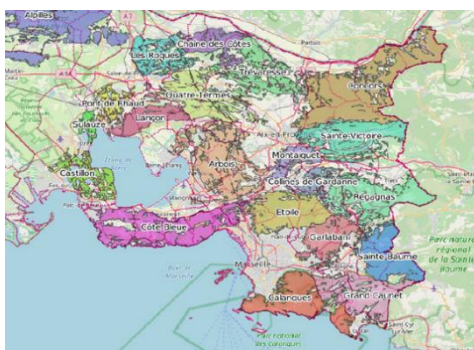 Alpilles
Chaine des Côtes
Les Roques
Trévaresse
Pont de Rhaud
Quatre-Termes
Concors
Sulauze
Lançon
Sainte-Victoire
Arbois
Montaiguet
Castillon
Collines de Gardanne
Regagnas
Côte Bleue
Etoile
Garlaban
Sainte Baume
Marseille
Calanques
Grand Caunet
Parc naturel
régional
de la Sainte
Baume
Parc national
des Calanques